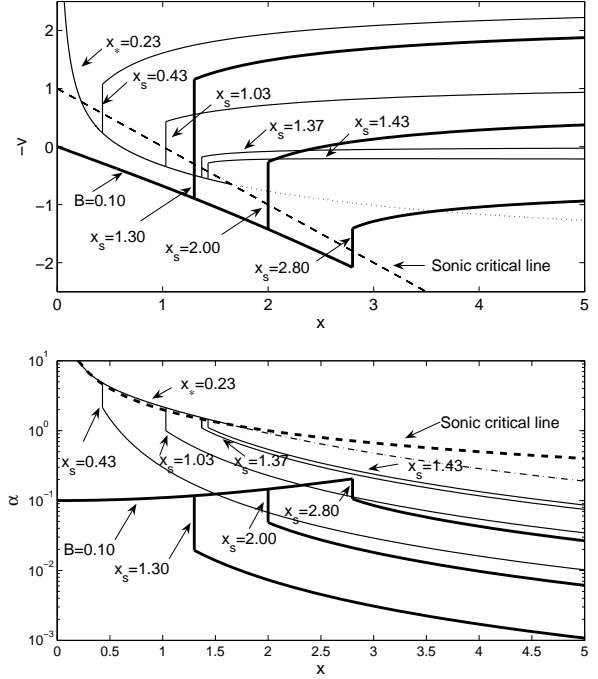 2
1
0
−1
−2
−v
x*=0.23
xs=0.43
xs=1.03
xs=1.37
xs=1.43
B=0.10
xs=1.30
xs=2.00
xs=2.80
Sonic critical line
0 1 2 3 4 5
x
10^1
10^0
10^−1
10^−2
10^−3
α
x*=0.23
Sonic critical line
xs=0.43
xs=1.03
xs=1.37
xs=1.43
xs=2.80
xs=2.00
B=0.10
xs=1.30
0 0.5 1 1.5 2 2.5 3 3.5 4 4.5 5
x